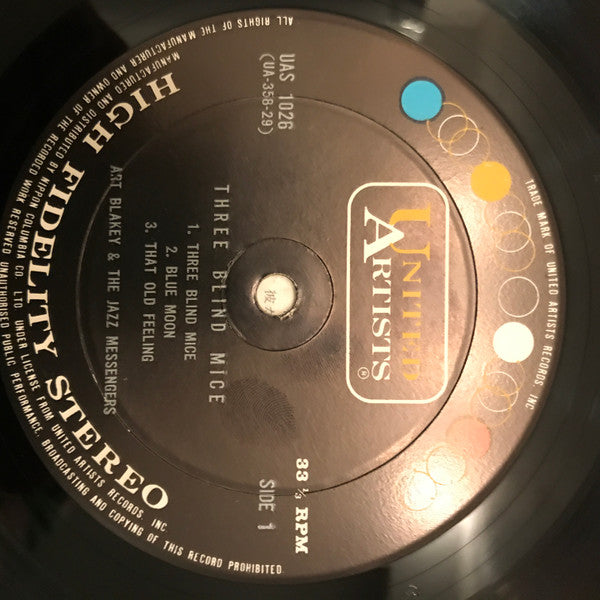 TRADE MARK OF UNITED ARTISTS RECORDS, INC
UNITED
ARTISTS®
UAS 1026
(UA-358-29)
33 ⅓ RPM
SIDE 1
THREE BLIND MICE
1. THREE BLIND MICE
2. BLUE MOON
3. THAT OLD FEELING
ART BLAKEY & THE JAZZ MESSENGERS
HIGH FIDELITY STEREO
MANUFACTURED AND DISTRIBUTED BY NIPPON COLUMBIA CO. LTD. UNDER LICENSE FROM UNITED ARTISTS RECORDS, INC
ALL RIGHTS OF THE MANUFACTURER AND OWNER OF THE RECORDED WORK RESERVED UNAUTHORISED PUBLIC PERFORMANCE, BROADCASTING AND COPYING OF THIS RECORD PROHIBITED.